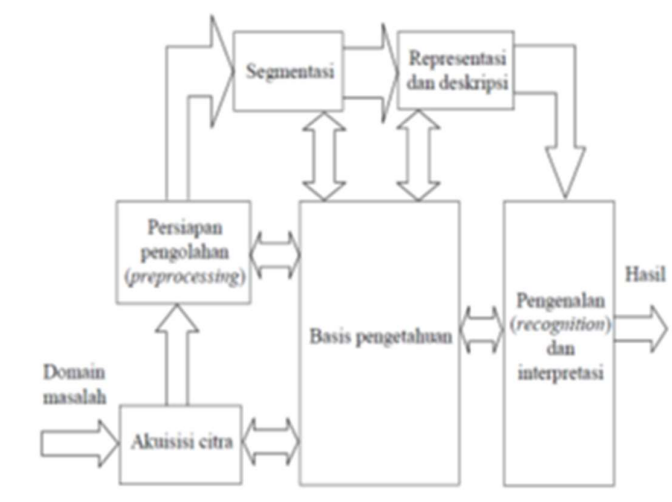 Segmentasi
Representasi
dan deskripsi
Persiapan
pengolahan
(preprocessing)
Basis pengetahuan
Pengenalan
(recognition)
dan
interpretasi
Hasil
Domain
masalah
Akuisisi citra